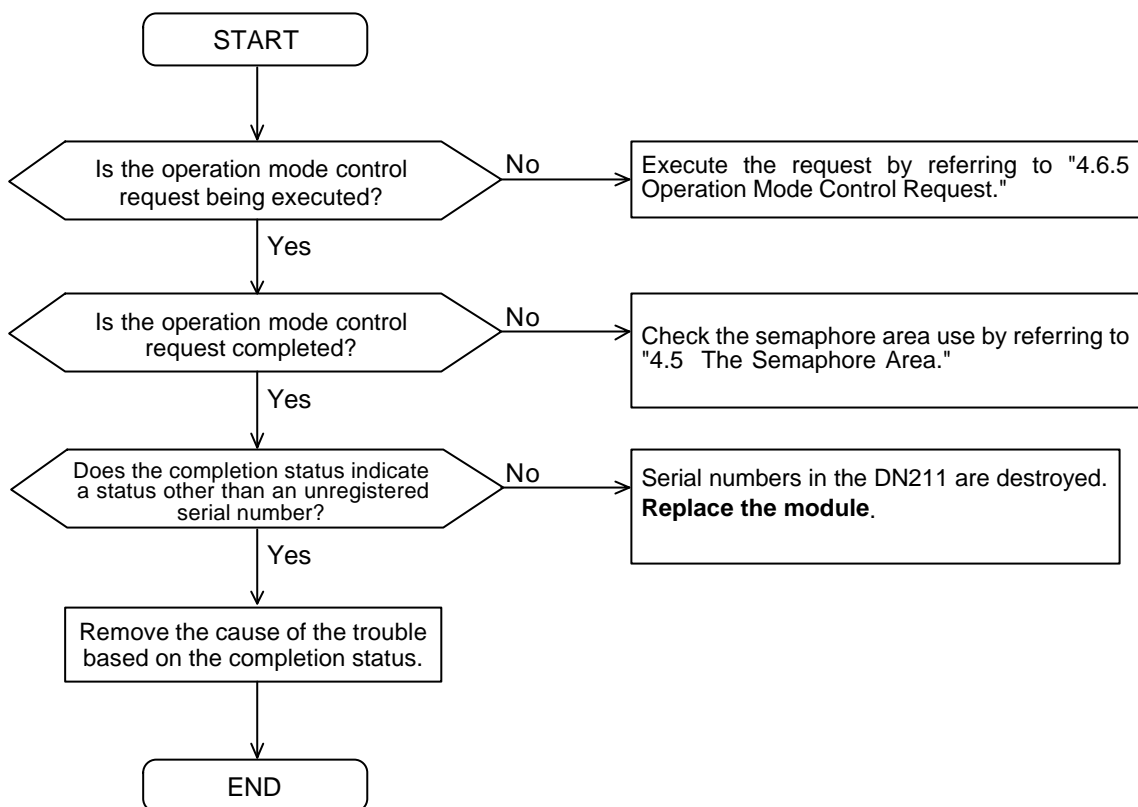 START
Is the operation mode control
request being executed?
No
Execute the request by referring to "4.6.5
Operation Mode Control Request."
Yes
Is the operation mode control
request completed?
No
Check the semaphore area use by referring to
"4.5 The Semaphore Area."
Yes
Does the completion status indicate
a status other than an unregistered
serial number?
No
Serial numbers in the DN211 are destroyed.
Replace the module.
Yes
Remove the cause of the trouble
based on the completion status.
END